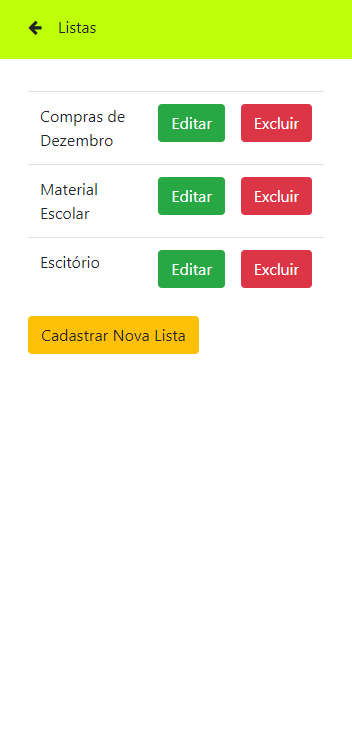 Listas
Compras de
Dezembro
Editar
Excluir
Material
Escolar
Editar
Excluir
Escitório
Editar
Excluir
Cadastrar Nova Lista